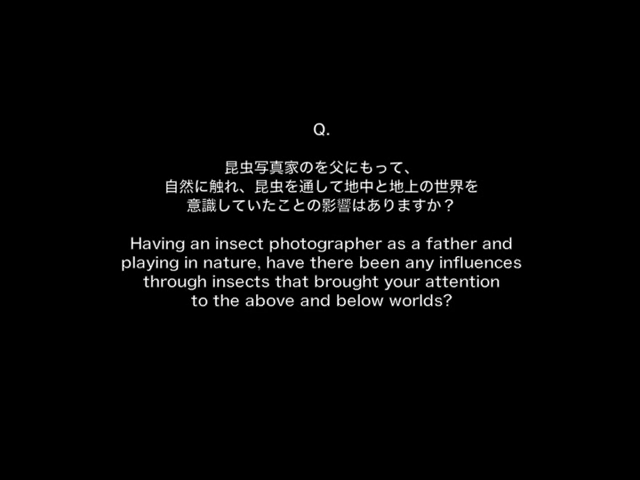 Q.
昆虫写真家のを父にもって、
自然に触れ、昆虫を通して地中と地上の世界を
意識していたことの影響はありますか？
Having an insect photographer as a father and
playing in nature, have there been any influences
through insects that brought your attention
to the above and below worlds?